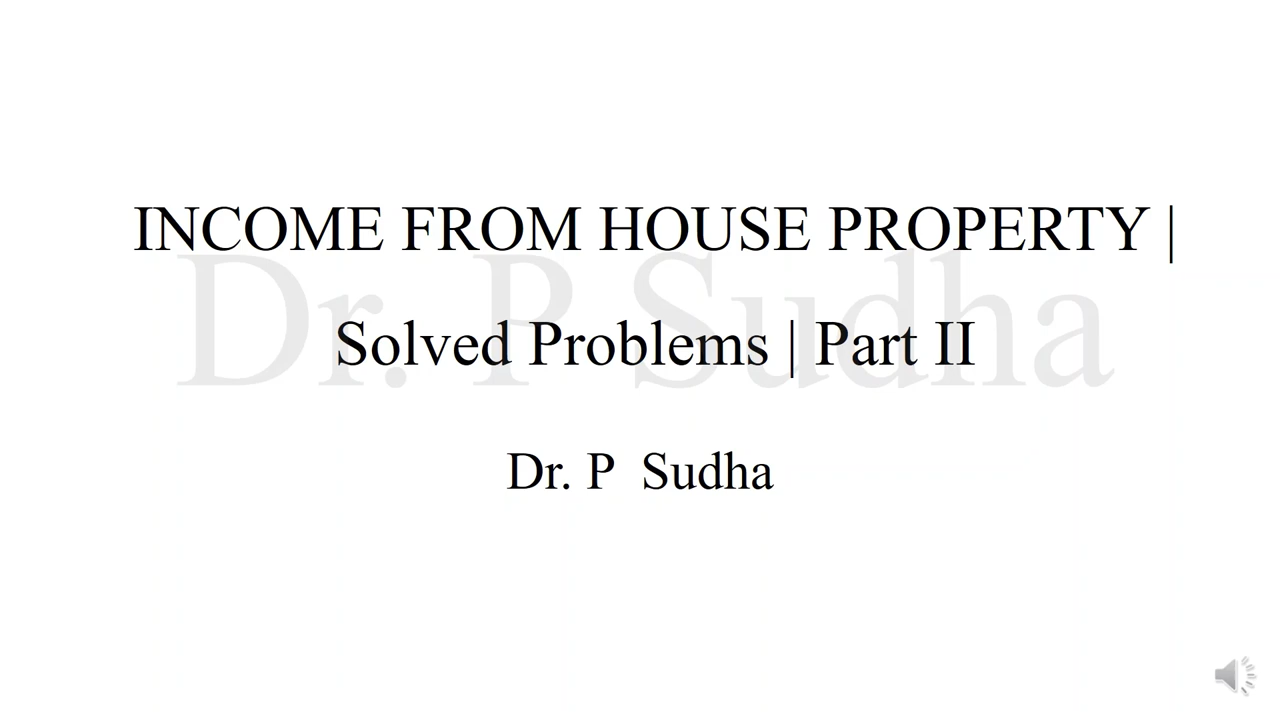 INCOME FROM HOUSE PROPERTY |
Dr. P Sudha
Solved Problems | Part II
Dr. P Sudha